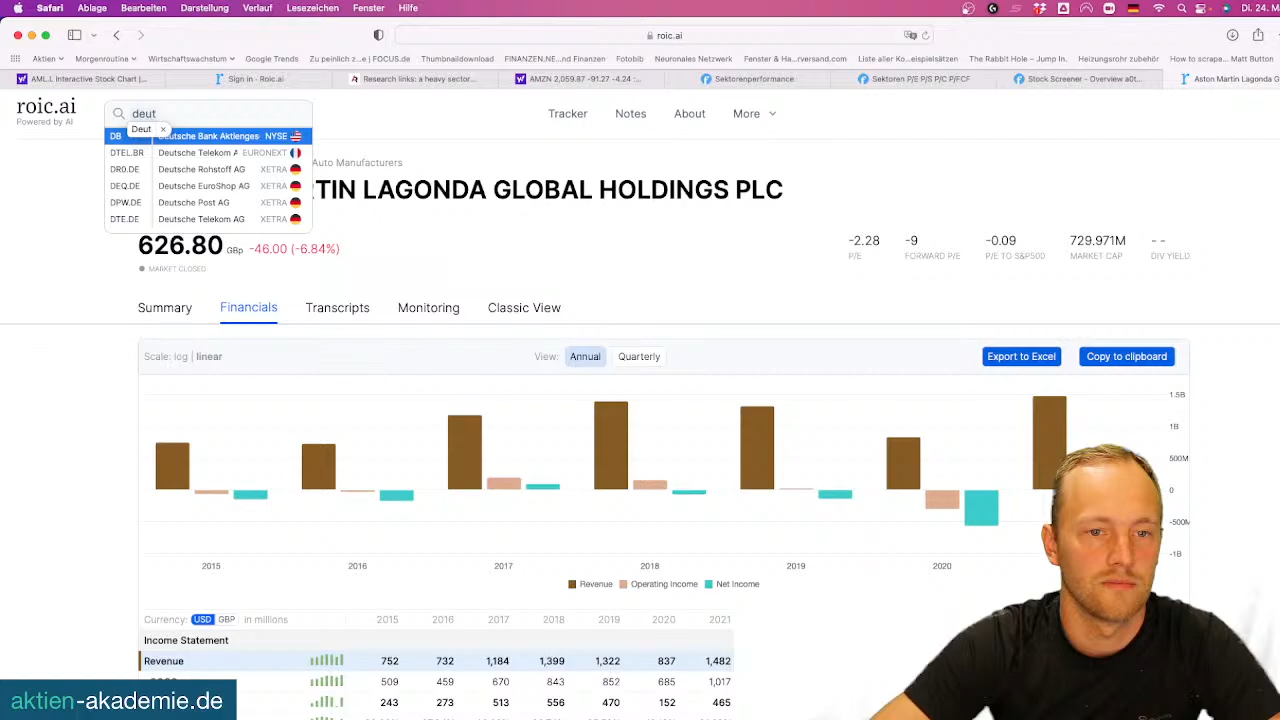 Safari Ablage Bearbeiten Darstellung Verlauf Lesezeichen Fenster Hilfe
Di. 24. M
roic.ai
Aktien Morgenroutine Wirtschaftswachstum Google Trends Zu peinlich z...| FOCUS.de Thumbnaildownload FINANZEN,NE...nd Finanzen Fotobib Neuronales Netzwerk Fenster & Ha...rversand.com Liste aller Ko...eispielsätzen The Rabbit Hole – Jump In. Heizungsrohr zubehör How to scrape... Matt Button
AML.L Interactive Stock Chart |...
Sign in - Roic.ai
Research links: a heavy sector...
AMZN 2,059.87 -91.27 -4.24 :...
Sektorenperformance
Sektoren P/E P/S P/C P/FCF
Stock Screener - Overview a0t...
Aston Martin Lagonda Glob
roic.ai
Powered by AI
deut
Tracker Notes About More
Deut ×
DB Deutsche Bank Aktienges NYSE
DTEL.BR Deutsche Telekom A EURONEXT
DR0.DE Deutsche Rohstoff AG XETRA
DEQ.DE Deutsche EuroShop AG XETRA
DPW.DE Deutsche Post AG XETRA
DTE.DE Deutsche Telekom AG XETRA
Auto Manufacturers
TIN LAGONDA GLOBAL HOLDINGS PLC
626.80 GBp -46.00 (-6.84%)
MARKET CLOSED
-2.28 -9 -0.09 729.971M - -
P/E FORWARD P/E P/E TO S&P500 MARKET CAP DIV YIELD
Summary Financials Transcripts Monitoring Classic View
Scale: log | linear View: Annual Quarterly Export to Excel Copy to clipboard
1.5B
1B
500M
0
-500M
-1B
2015 2016 2017 2018 2019 2020
Revenue Operating Income Net Income
Currency: USD GBP in millions 2015 2016 2017 2018 2019 2020 2021
Income Statement
Revenue 752 732 1,184 1,399 1,322 837 1,482
509 459 670 843 852 685 1,017
243 273 513 556 470 152 465
aktien-akademie.de